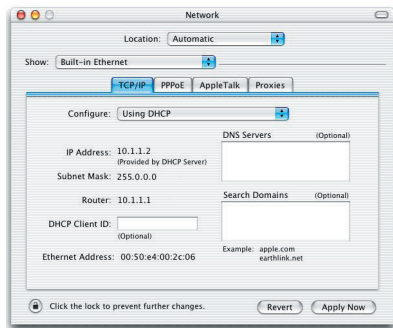 Network
Location: Automatic
Show: Built-in Ethernet
TCP/IP PPPoE AppleTalk Proxies
Configure: Using DHCP
DNS Servers (Optional)
IP Address: 10.1.1.2
(Provided by DHCP Server)
Subnet Mask: 255.0.0.0
Router: 10.1.1.1
Search Domains (Optional)
DHCP Client ID:
(Optional)
Example: apple.com
earthlink.net
Ethernet Address: 00:50:e4:00:2c:06
Click the lock to prevent further changes.
Revert Apply Now